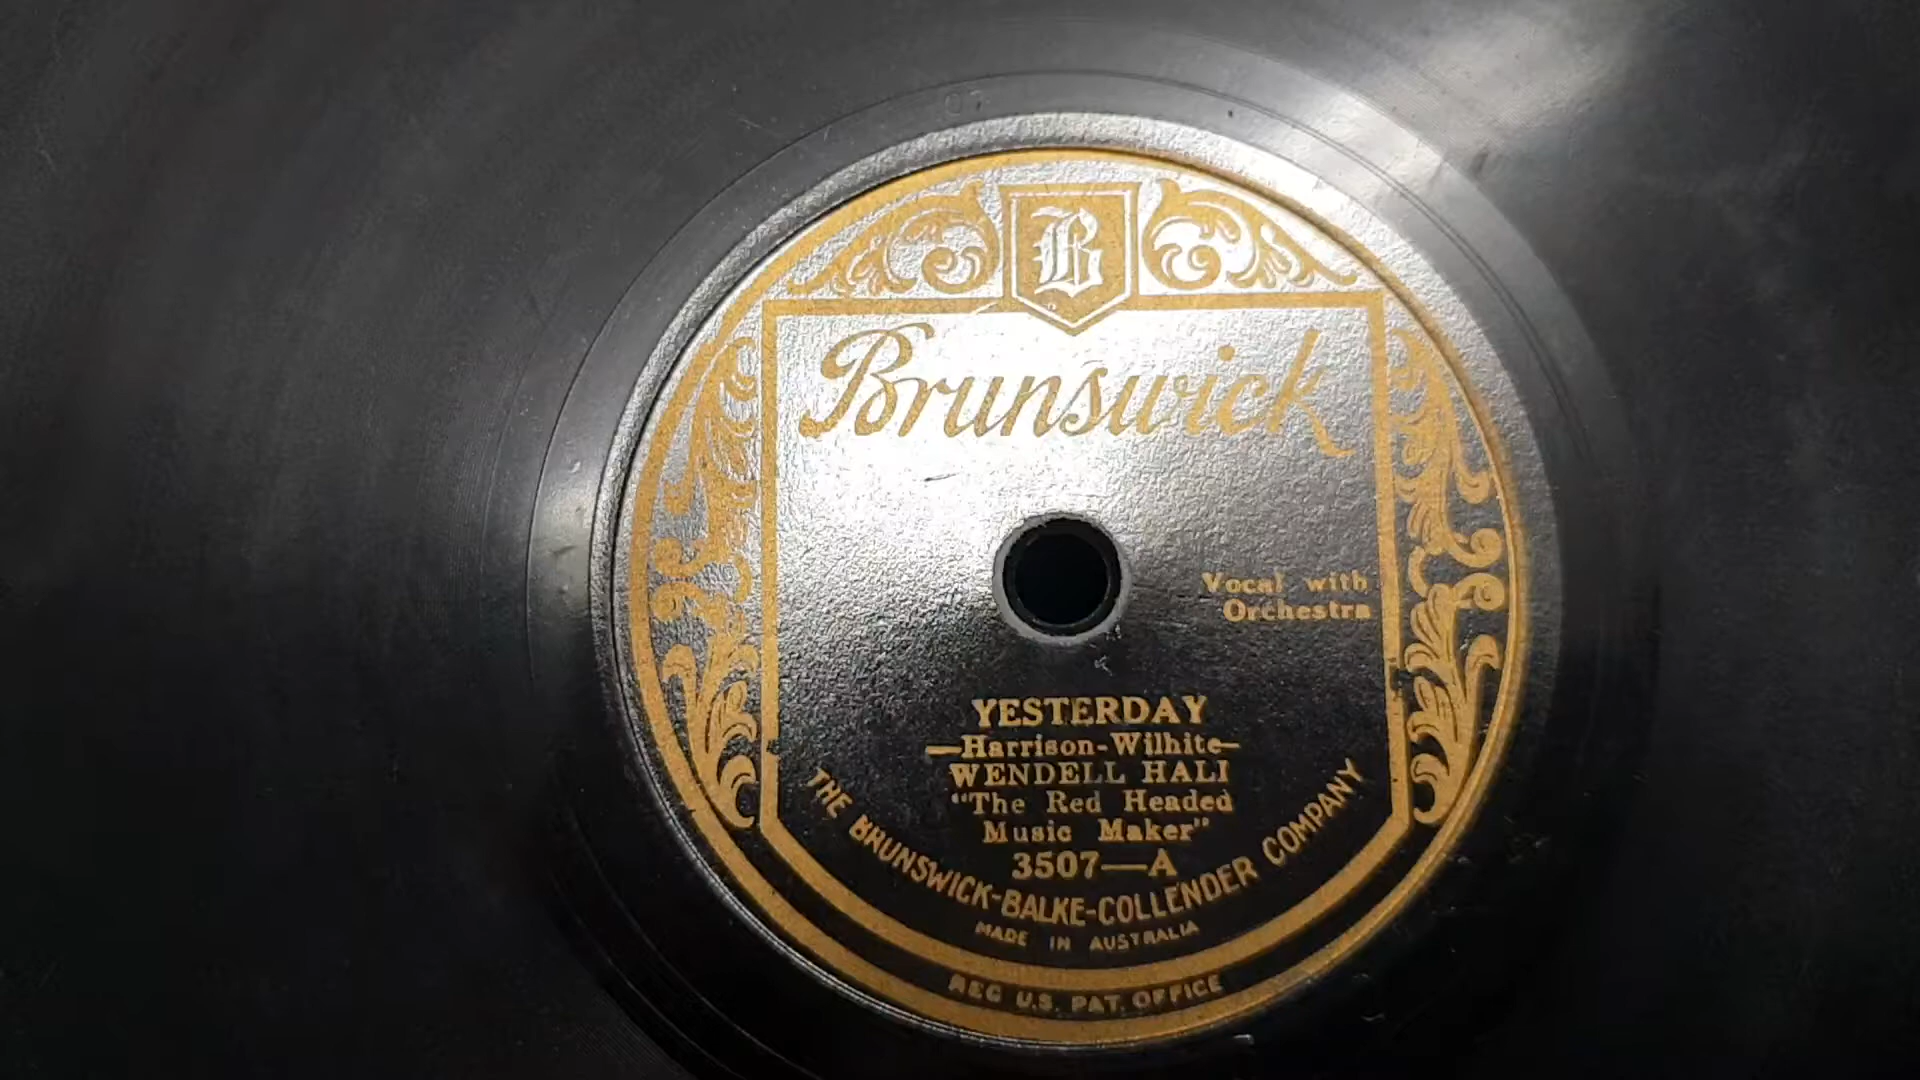 B
Brunswick
Vocal with
Orchestra
YESTERDAY
—Harrison-Wilhite—
WENDELL HALL
"The Red Headed
Music Maker"
3507—A
THE BRUNSWICK-BALKE-COLLENDER COMPANY
MADE IN AUSTRALIA
REG U.S. PAT. OFFICE